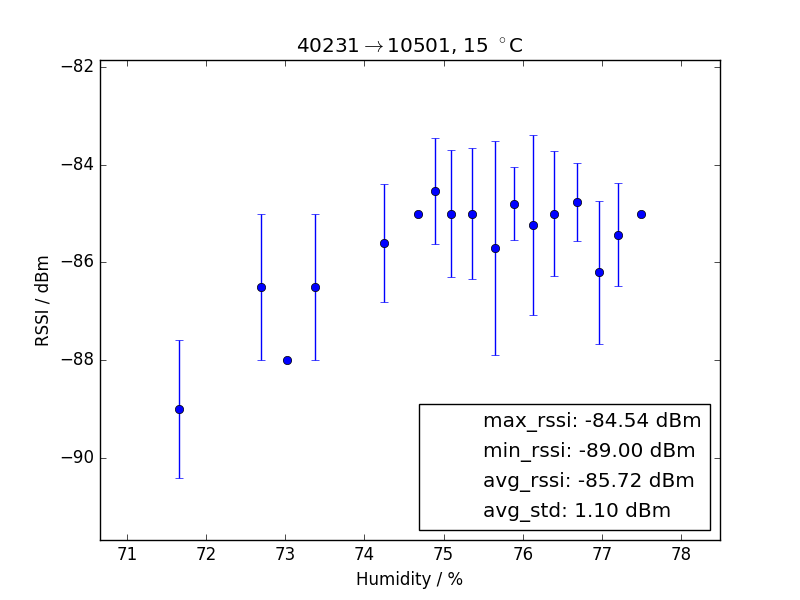 40231→10501, 15 °C
−82
−84
−86
−88
−90
RSSI / dBm
max_rssi: -84.54 dBm
min_rssi: -89.00 dBm
avg_rssi: -85.72 dBm
avg_std: 1.10 dBm
71 72 73 74 75 76 77 78
Humidity / %